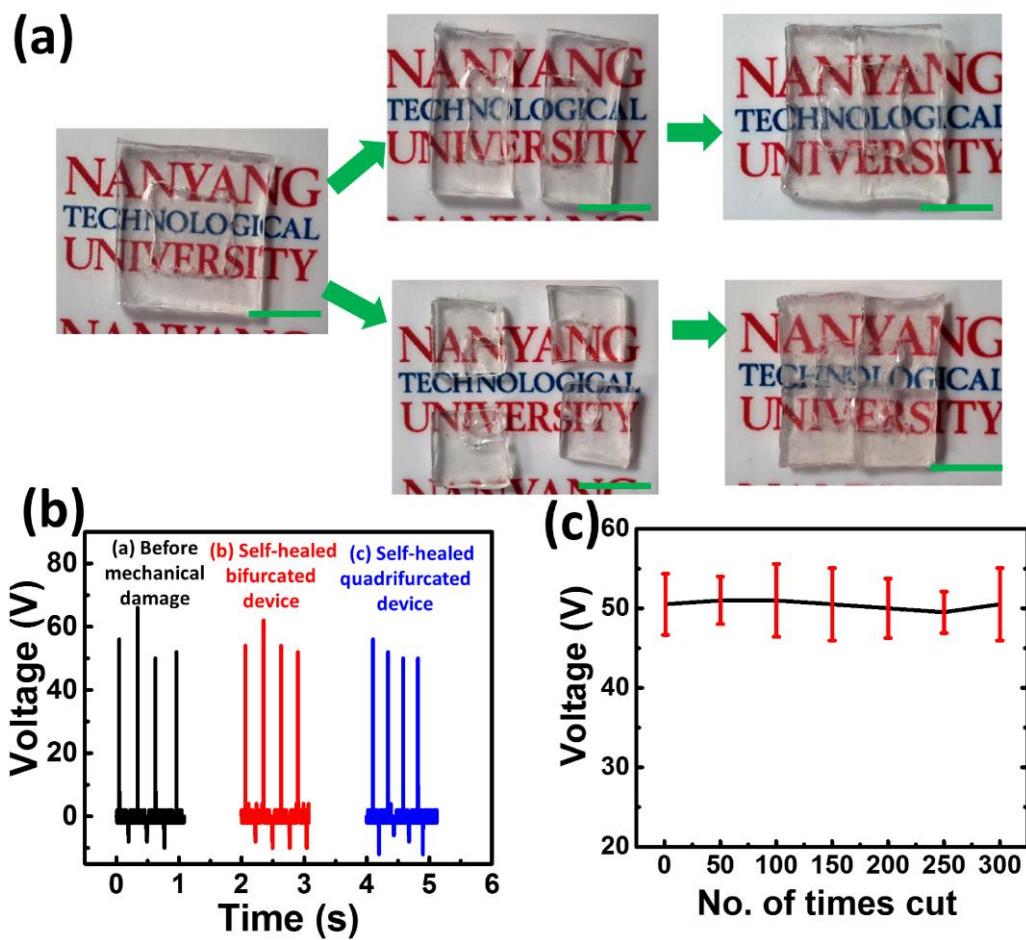 (a)
NANYANG
TECHNOLOGICAL
UNIVERSITY
NANYANG
NANYANG
TECHNOLOGICAL
UNIVERSITY
NANYANG
TECHNOLOGICAL
UNIVERSITY
NANYANG
TECHNOLOGICAL
UNIVERSITY
NANYANG
NANYANG
TECHNOLOGICAL
UNIVERSITY
(b)
(a) Before
mechanical
damage
(b) Self-healed
bifurcated
device
(c) Self-healed
quadrifurcated
device
Voltage (V)
80
60
40
20
0
0 1 2 3 4 5 6
Time (s)
(c)
Voltage (V)
60
50
40
30
20
0 50 100 150 200 250 300
No. of times cut